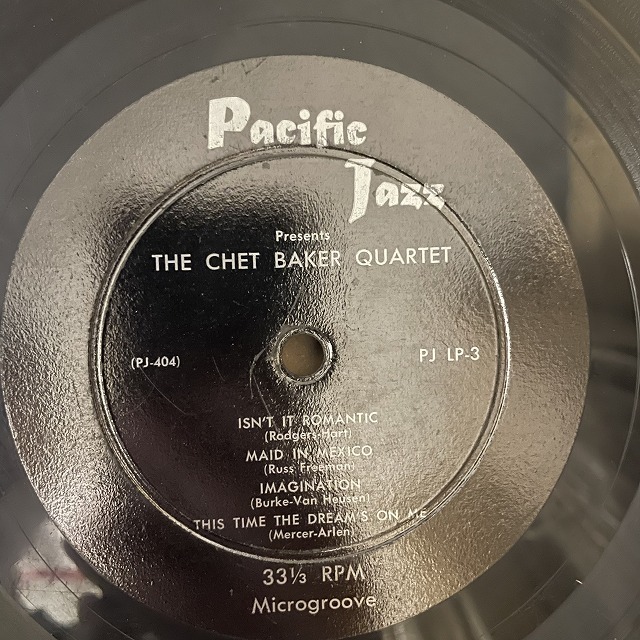 Pacific
Jazz
Presents
THE CHET BAKER QUARTET
(PJ-404)
PJ LP-3
ISN'T IT ROMANTIC
(Rodgers-Hart)
MAID IN MEXICO
(Russ Freeman)
IMAGINATION
(Burke-Van Heusen)
THIS TIME THE DREAM'S ON ME
(Mercer-Arlen)
33⅓ RPM
Microgroove